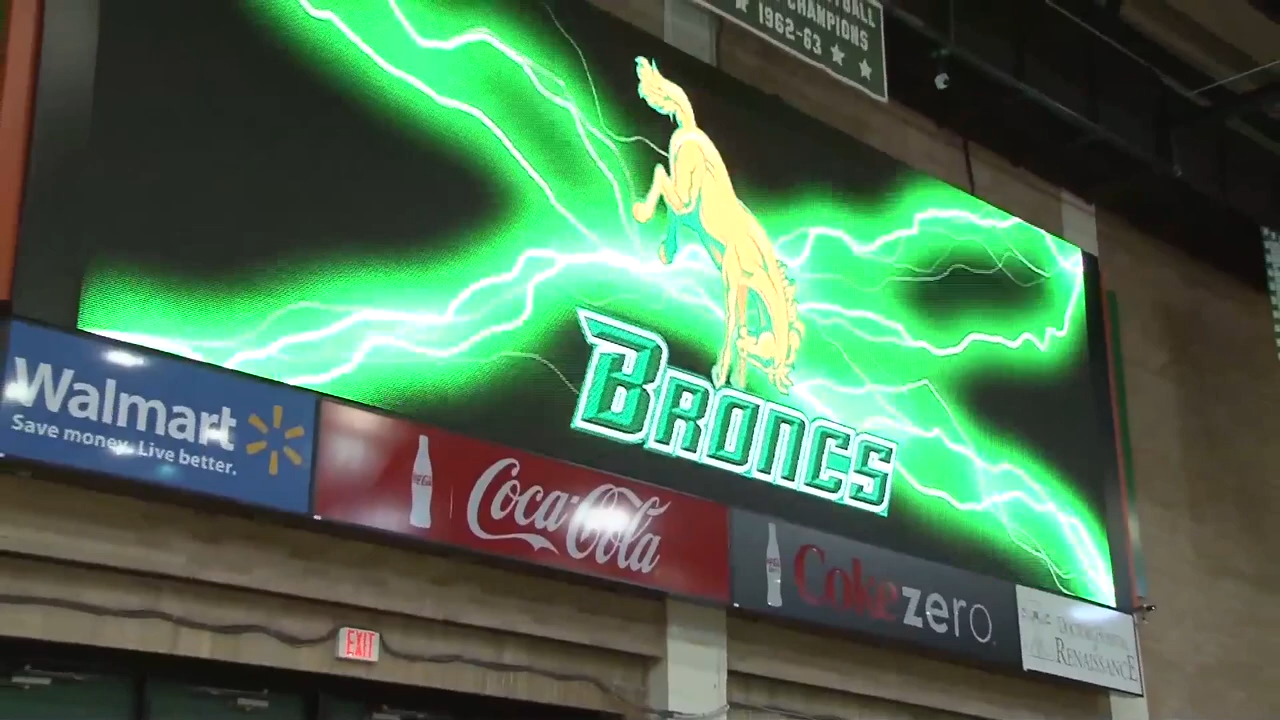 CHAMPIONS
1962-63
BRONCS
Walmart
Save money. Live better.
Coca-Cola
Coke zero
EXIT
RENAISSANCE